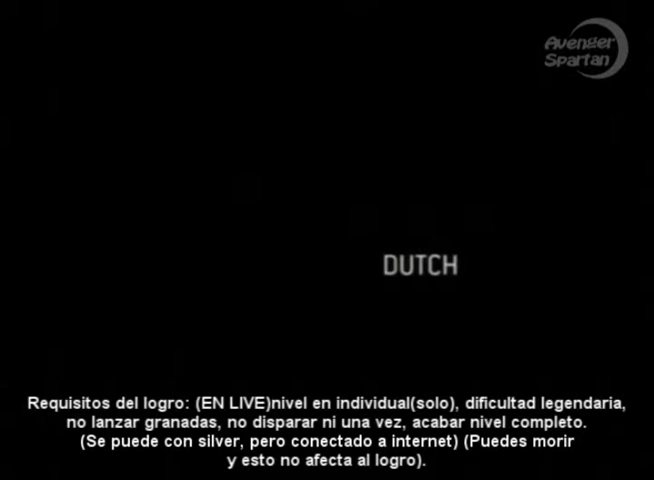 Avenger
Spartan
DUTCH
Requisitos del logro: (EN LIVE)nivel en individual(solo), dificultad legendaria,
no lanzar granadas, no disparar ni una vez, acabar nivel completo.
(Se puede con silver, pero conectado a internet) (Puedes morir
y esto no afecta al logro).